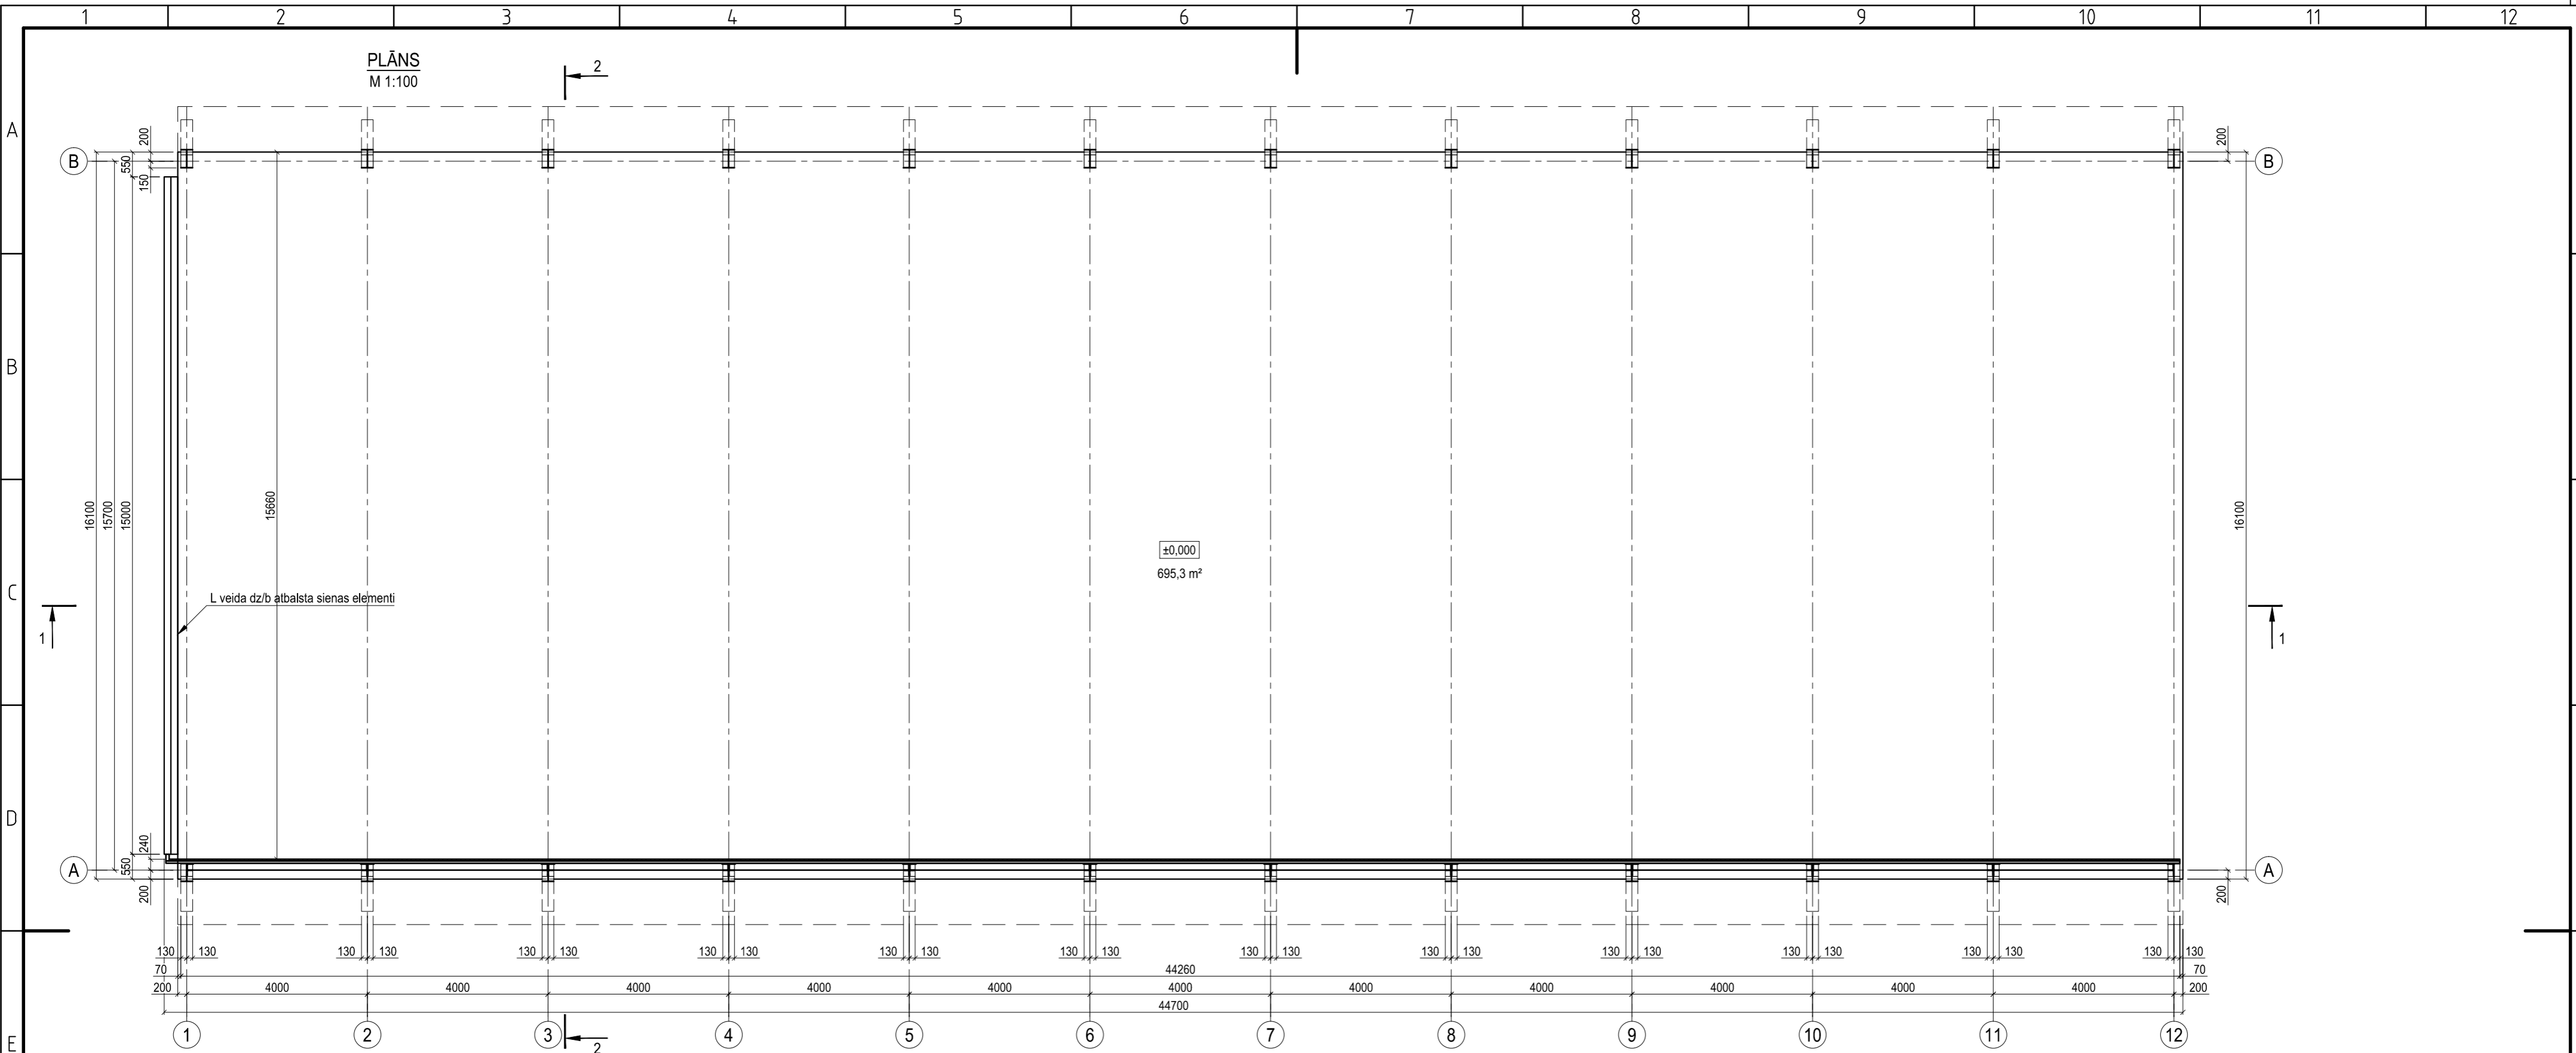 1 2 3 4 5 6 7 8 9 10 11 12
PLĀNS
M 1:100
2
A
200
200
B
550
B
150
B
16100
15700
15000
15660
16100
±0,000
695,3 m²
C
L veida dz/b atbalsta sienas elementi
1
1
D
240
A
550
A
200
200
130 130 130 130 130 130 130 130 130 130 130 130 130 130 130 130 130 130 130 130 130 130 130 130
70 44260 70
200 4000 4000 4000 4000 4000 4000 4000 4000 4000 4000 4000 200
44700
1 2 3 4 5 6 7 8 9 10 11 12
E
2